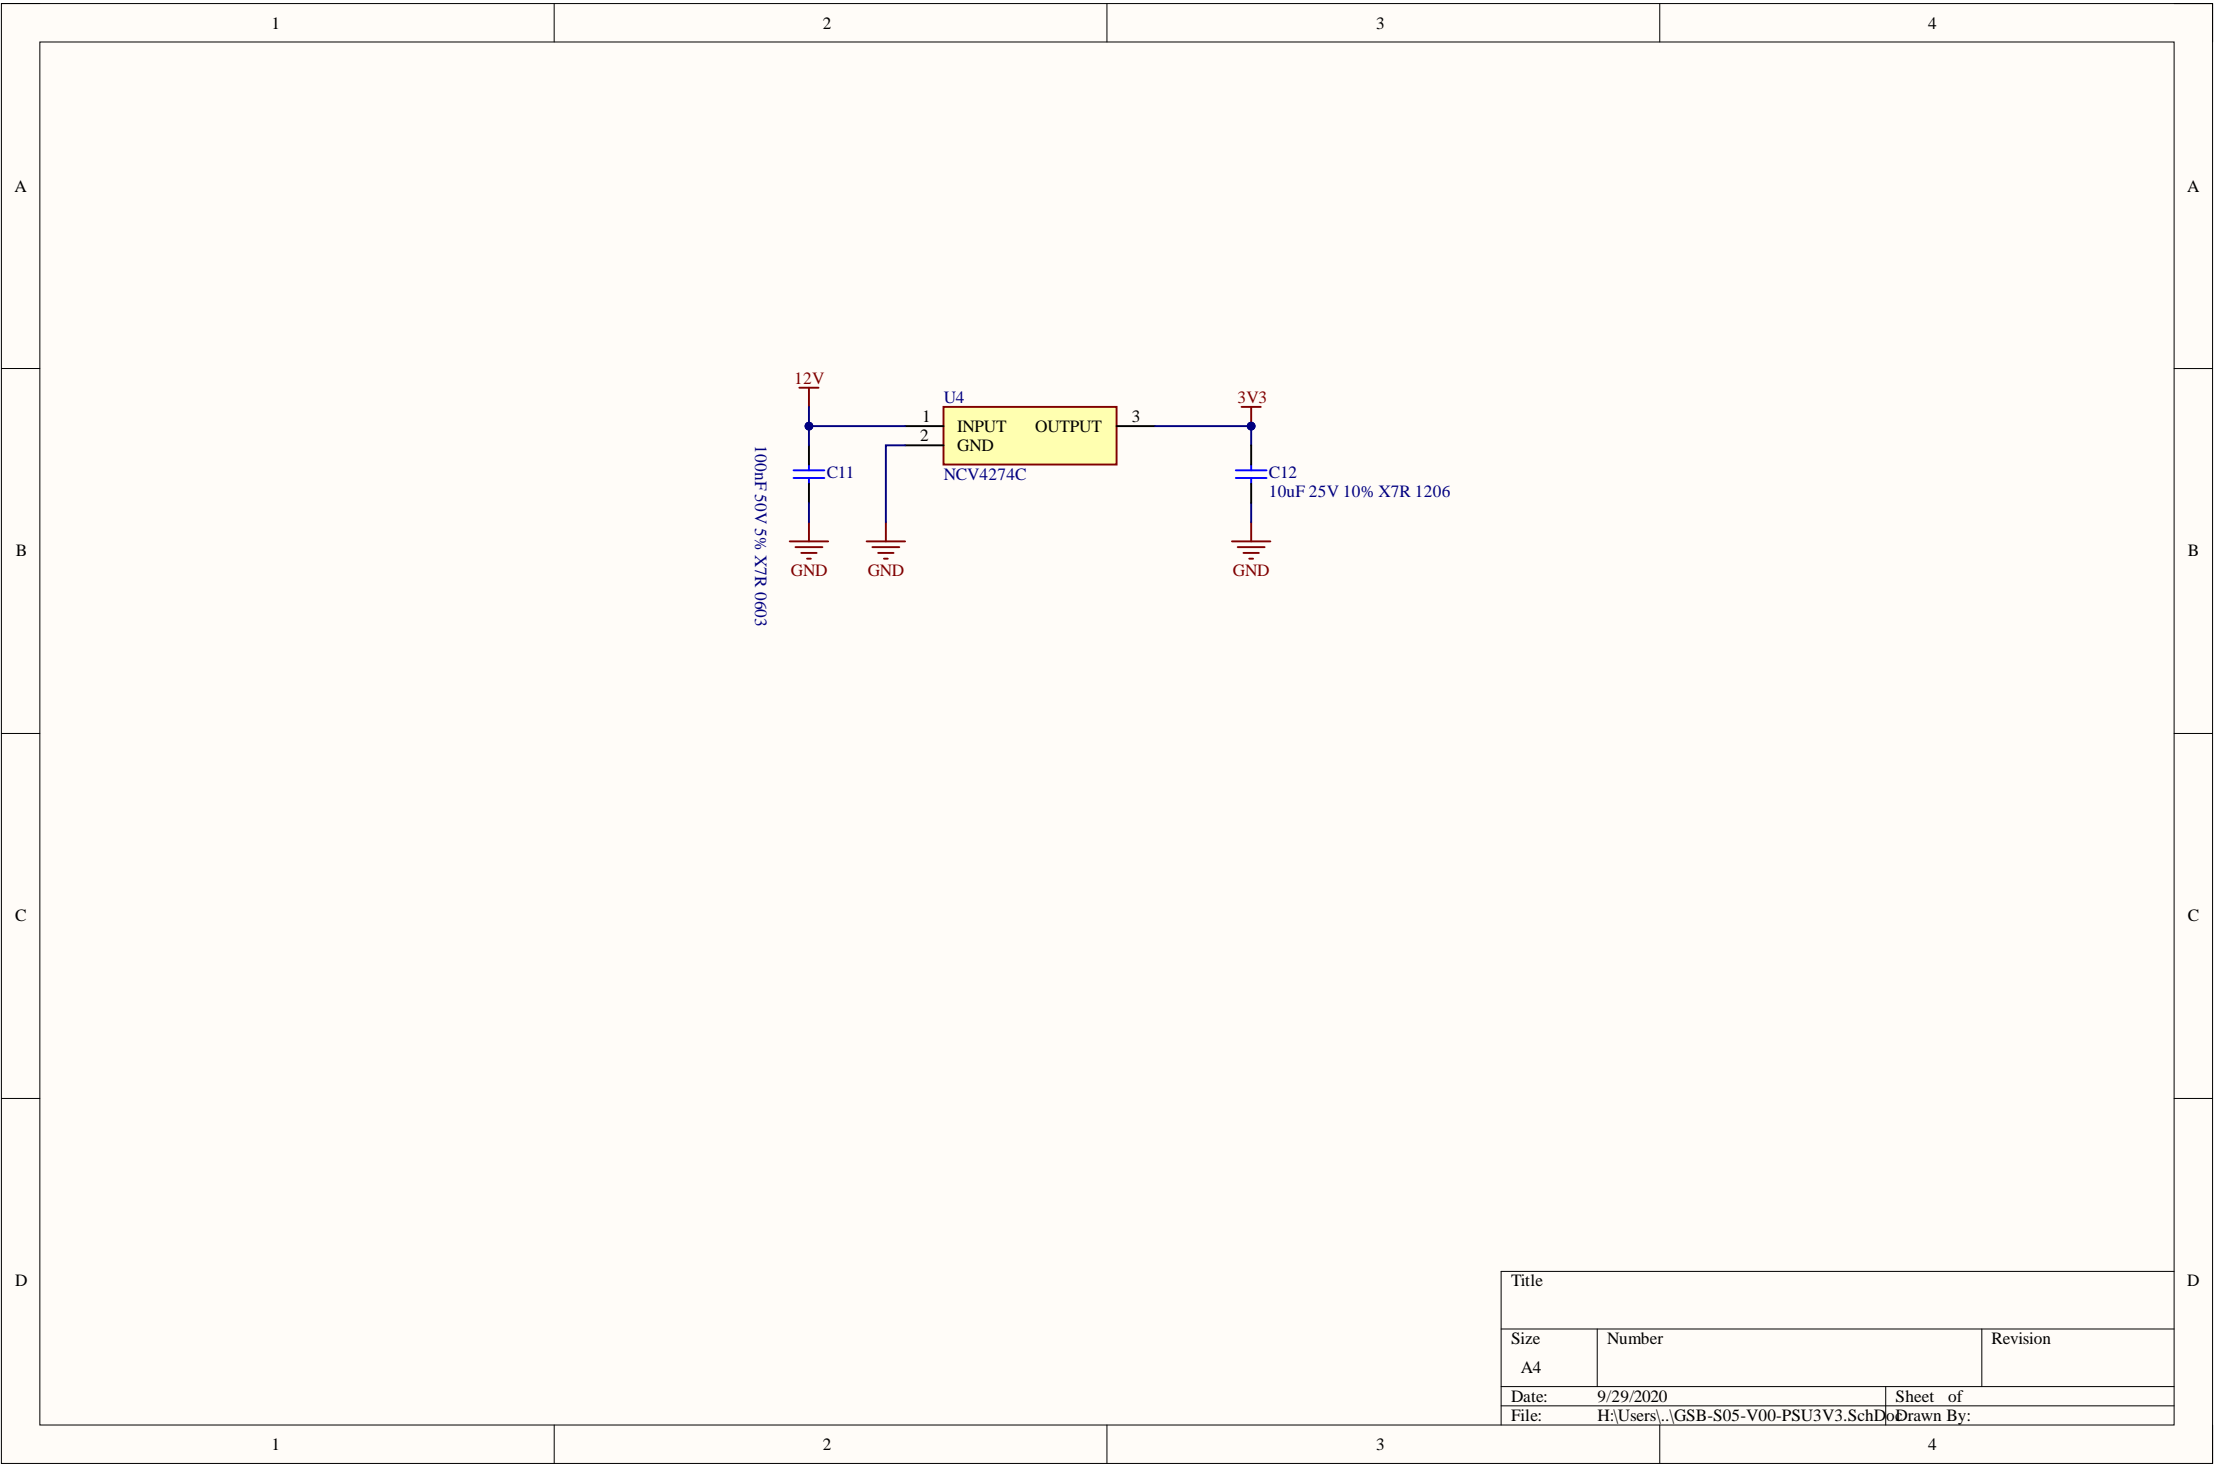 1 2 3 4
A A
12V
U4
3V3
1 INPUT OUTPUT 3
2 GND
C11
NCV4274C
C12
10uF 25V 10% X7R 1206
100nF 50V 5% X7R 0603
GND GND GND
B B
C C
D D
Title
Size Number Revision
A4
Date: 9/29/2020 Sheet of
File: H:\Users\..\GSB-S05-V00-PSU3V3.SchDoc Drawn By:
1 2 3 4